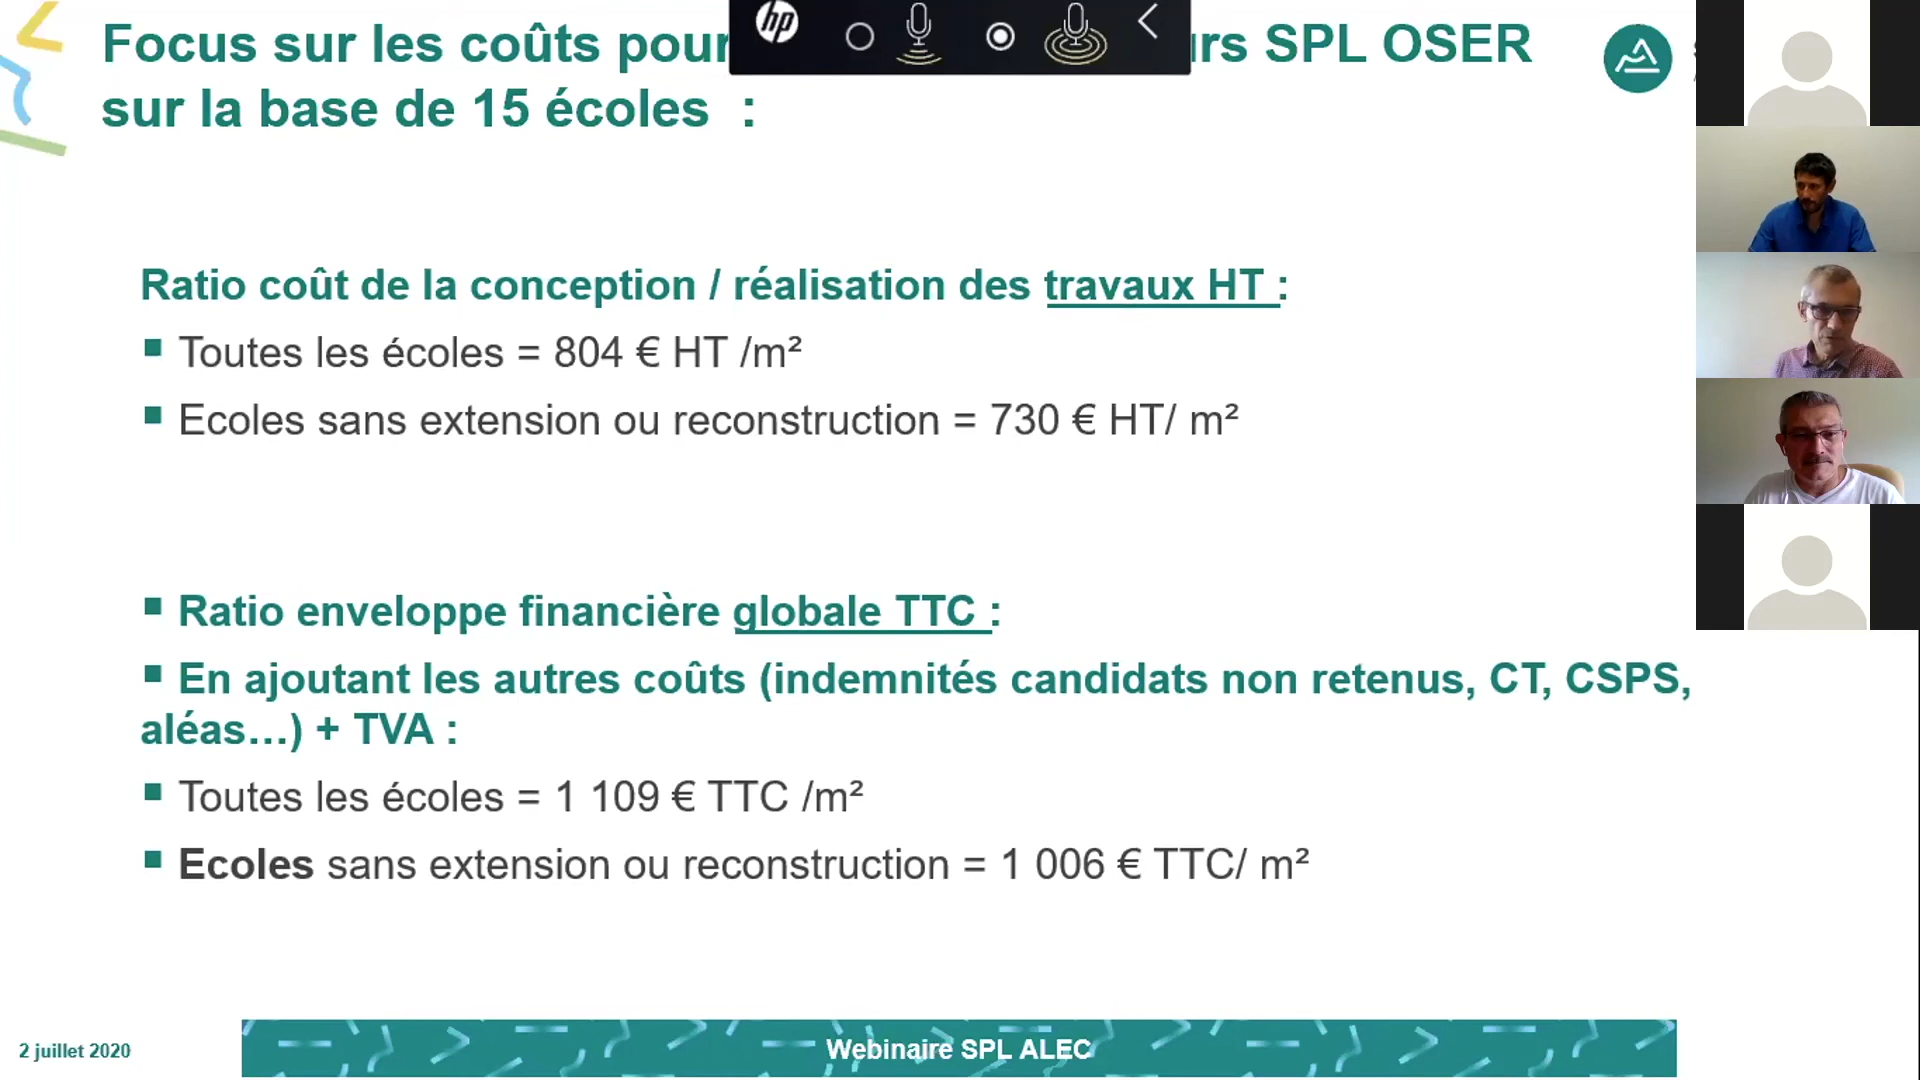 Focus sur les coûts pour
SPL OSER
sur la base de 15 écoles :
hp
Ratio coût de la conception / réalisation des travaux HT :
Toutes les écoles = 804 € HT /m²
Ecoles sans extension ou reconstruction = 730 € HT/ m²
Ratio enveloppe financière globale TTC :
En ajoutant les autres coûts (indemnités candidats non retenus, CT, CSPS,
aléas...) + TVA :
Toutes les écoles = 1 109 € TTC /m²
Ecoles sans extension ou reconstruction = 1 006 € TTC/ m²
2 juillet 2020
Webinaire SPL ALEC